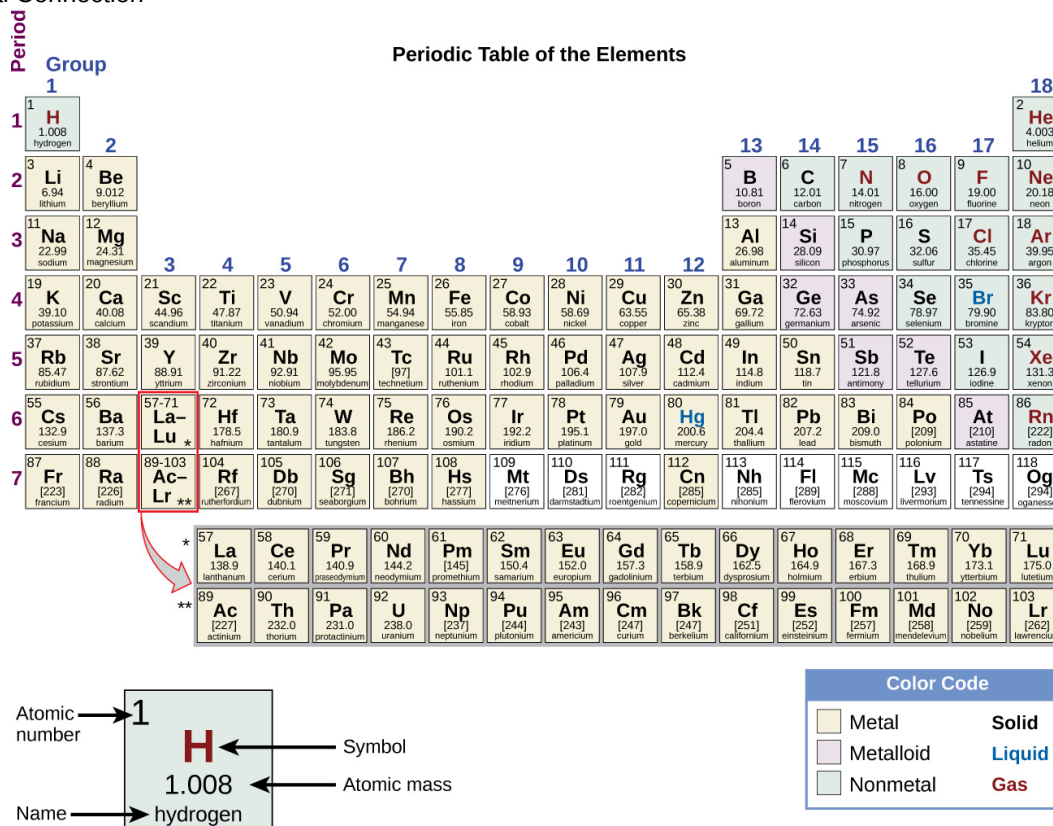 al Connection
Period
Periodic Table of the Elements
Group
1 18
1 2
1 H He
1.008 4.003
hydrogen helium
2 13 14 15 16 17
3 4 5 6 7 8 9 10
2 Li Be B C N O F Ne
6.94 9.012 10.81 12.01 14.01 16.00 19.00 20.18
lithium beryllium boron carbon nitrogen oxygen fluorine neon
11 12 13 14 15 16 17 18
3 Na Mg Al Si P S Cl Ar
22.99 24.31 26.98 28.09 30.97 32.06 35.45 39.95
sodium magnesium aluminum silicon phosphorus sulfur chlorine argon
3 4 5 6 7 8 9 10 11 12
19 20 21 22 23 24 25 26 27 28 29 30 31 32 33 34 35 36
4 K Ca Sc Ti V Cr Mn Fe Co Ni Cu Zn Ga Ge As Se Br Kr
39.10 40.08 44.96 47.87 50.94 52.00 54.94 55.85 58.93 58.69 63.55 65.38 69.72 72.63 74.92 78.97 79.90 83.80
potassium calcium scandium titanium vanadium chromium manganese iron cobalt nickel copper zinc gallium germanium arsenic selenium bromine krypton
37 38 39 40 41 42 43 44 45 46 47 48 49 50 51 52 53 54
5 Rb Sr Y Zr Nb Mo Tc Ru Rh Pd Ag Cd In Sn Sb Te I Xe
85.47 87.62 88.91 91.22 92.91 95.95 [97] 101.1 102.9 106.4 107.9 112.4 114.8 118.7 121.8 127.6 126.9 131.3
rubidium strontium yttrium zirconium niobium molybdenum technetium ruthenium rhodium palladium silver cadmium indium tin antimony tellurium iodine xenon
55 56 57-71 72 73 74 75 76 77 78 79 80 81 82 83 84 85 86
6 Cs Ba La– Lu * Hf Ta W Re Os Ir Pt Au Hg Tl Pb Bi Po At Rn
132.9 137.3 178.5 180.9 183.8 186.2 190.2 192.2 195.1 197.0 200.6 204.4 207.2 209.0 [209] [210] [222]
cesium barium hafnium tantalum tungsten rhenium osmium iridium platinum gold mercury thallium lead bismuth polonium astatine radon
87 88 89-103 104 105 106 107 108 109 110 111 112 113 114 115 116 117 118
7 Fr Ra Ac– Lr ** Rf Db Sg Bh Hs Mt Ds Rg Cn Nh Fl Mc Lv Ts Og
[223] [226] [267] [270] [271] [270] [277] [276] [281] [282] [285] [285] [289] [288] [293] [294] [294]
francium radium rutherfordium dubnium seaborgium bohrium hassium meitnerium darmstadtium roentgenium copernicium nihonium flerovium moscovium livermorium tennessine oganess
57 58 59 60 61 62 63 64 65 66 67 68 69 70 71
* La Ce Pr Nd Pm Sm Eu Gd Tb Dy Ho Er Tm Yb Lu
138.9 140.1 140.9 144.2 [145] 150.4 152.0 157.3 158.9 162.5 164.9 167.3 168.9 173.1 175.0
lanthanum cerium praseodymium neodymium promethium samarium europium gadolinium terbium dysprosium holmium erbium thulium ytterbium lutetium
89 90 91 92 93 94 95 96 97 98 99 100 101 102 103
** Ac Th Pa U Np Pu Am Cm Bk Cf Es Fm Md No Lr
[227] 232.0 231.0 238.0 [237] [244] [243] [247] [247] [251] [252] [257] [258] [259] [262]
actinium thorium protactinium uranium neptunium plutonium americium curium berkelium californium einsteinium fermium mendelevium nobelium lawrenciu
Atomic number
1
H
Symbol
1.008
Atomic mass
Name
hydrogen
Color Code
Metal Solid
Metalloid Liquid
Nonmetal Gas